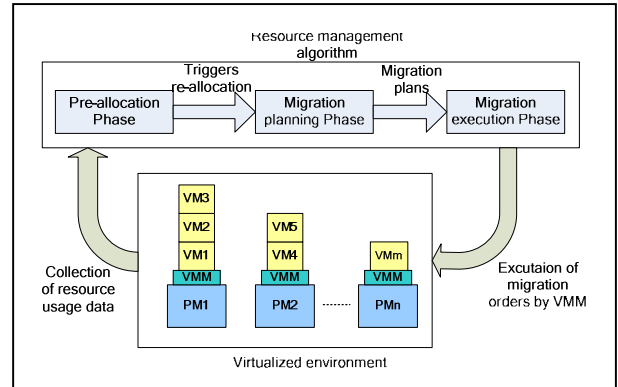 Resource management
algorithm
Triggers
re-allocation
Migration
plans
Pre-allocation
Phase
Migration
planning Phase
Migration
execution Phase
VM3
VM2
VM1
VMM
PM1
VM5
VM4
VMM
PM2
VMm
VMM
PMn
Collection
of resource
usage data
Excutaion of
migration
orders by VMM
Virtualized environment